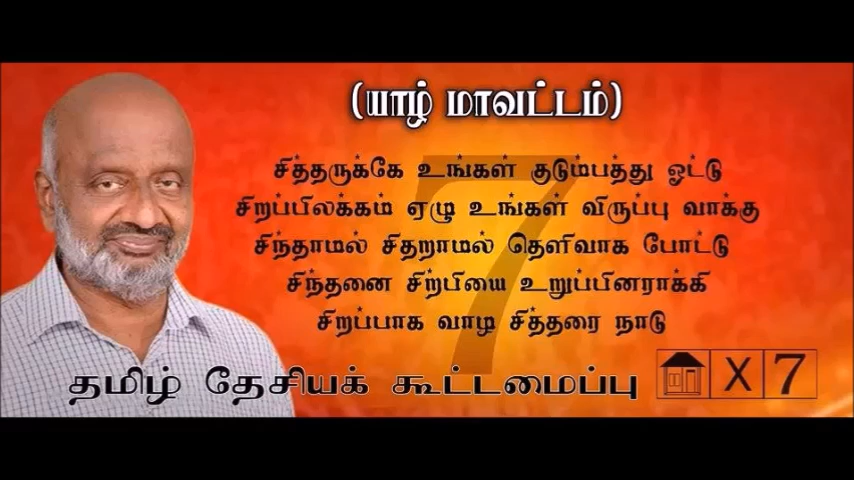 (யாழ் மாவட்டம்)
சித்தருக்கே உங்கள் குடும்பத்து ஓட்டு
சிறப்பிலக்கம் ஏழு உங்கள் விருப்பு வாக்கு
சிந்தாமல் சிதறாமல் தெளிவாக போட்டு
சிந்தனை சிற்பியை உறுப்பினராக்கி
சிறப்பாக வாழ சித்தரை நாடு
தமிழ் தேசியக் கூட்டமைப்பு X 7
7